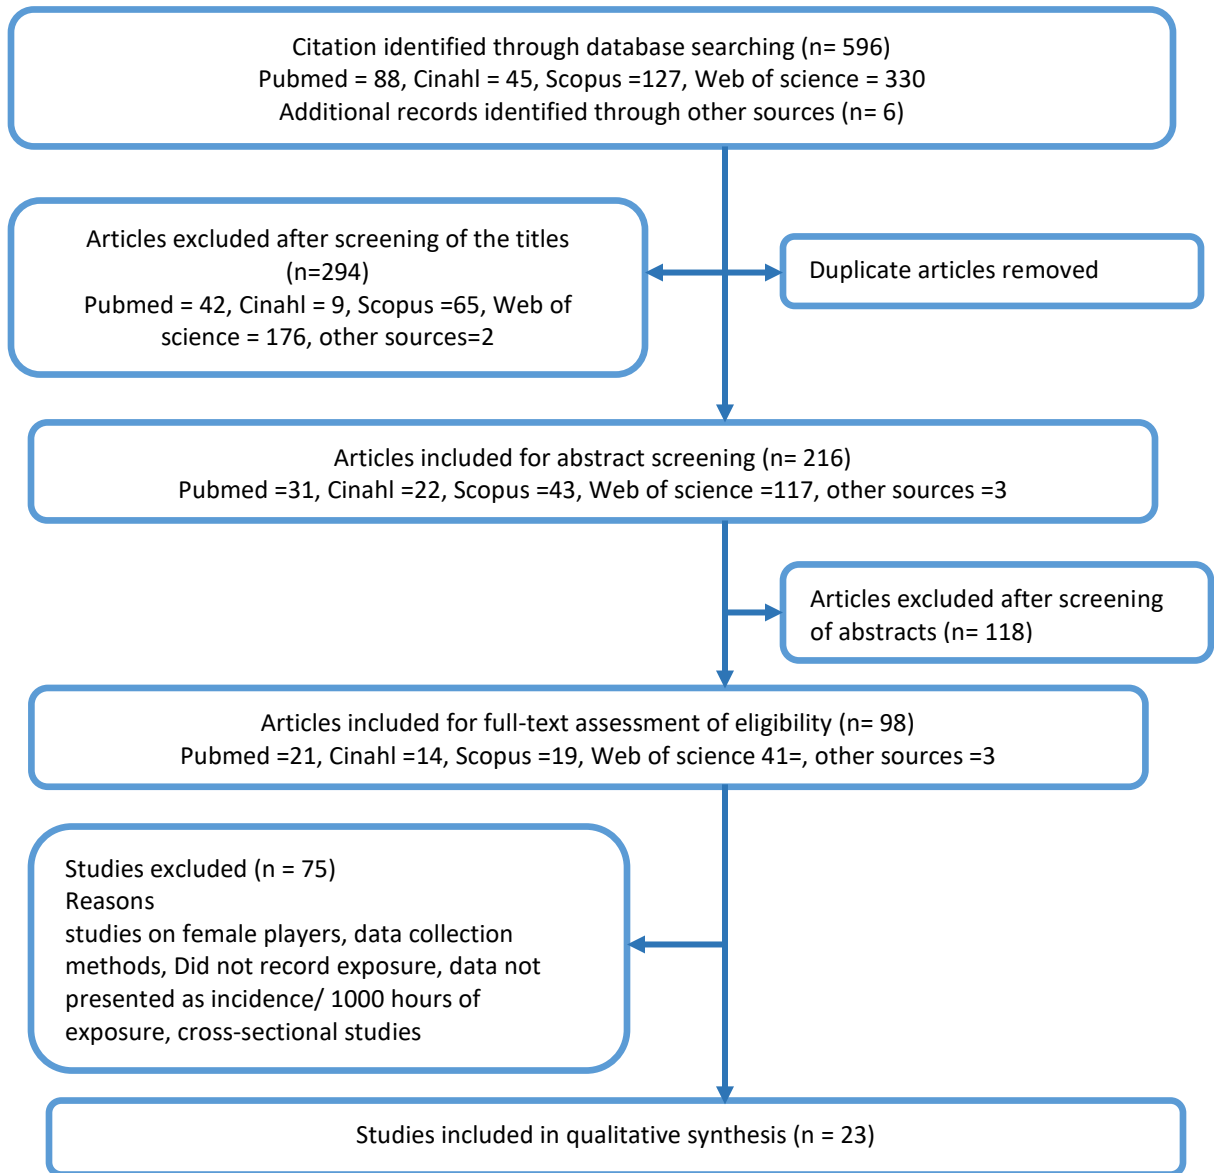 Citation identified through database searching (n= 596)
Pubmed = 88, Cinahl = 45, Scopus =127, Web of science = 330
Additional records identified through other sources (n= 6)
Articles excluded after screening of the titles
(n=294)
Pubmed = 42, Cinahl = 9, Scopus =65, Web of
science = 176, other sources=2
Duplicate articles removed
Articles included for abstract screening (n= 216)
Pubmed =31, Cinahl =22, Scopus =43, Web of science =117, other sources =3
Articles excluded after screening
of abstracts (n= 118)
Articles included for full-text assessment of eligibility (n= 98)
Pubmed =21, Cinahl =14, Scopus =19, Web of science 41=, other sources =3
Studies excluded (n = 75)
Reasons
studies on female players, data collection
methods, Did not record exposure, data not
presented as incidence/ 1000 hours of
exposure, cross-sectional studies
Studies included in qualitative synthesis (n = 23)